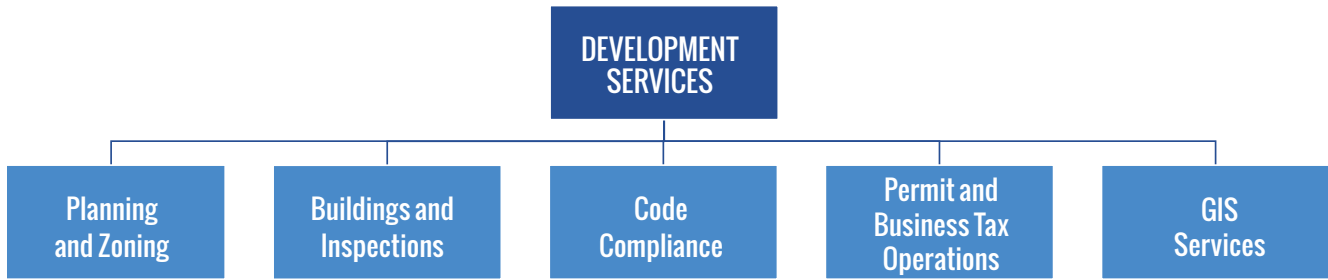 DEVELOPMENT
SERVICES
Planning
and Zoning
Buildings and
Inspections
Code
Compliance
Permit and
Business Tax
Operations
GIS
Services